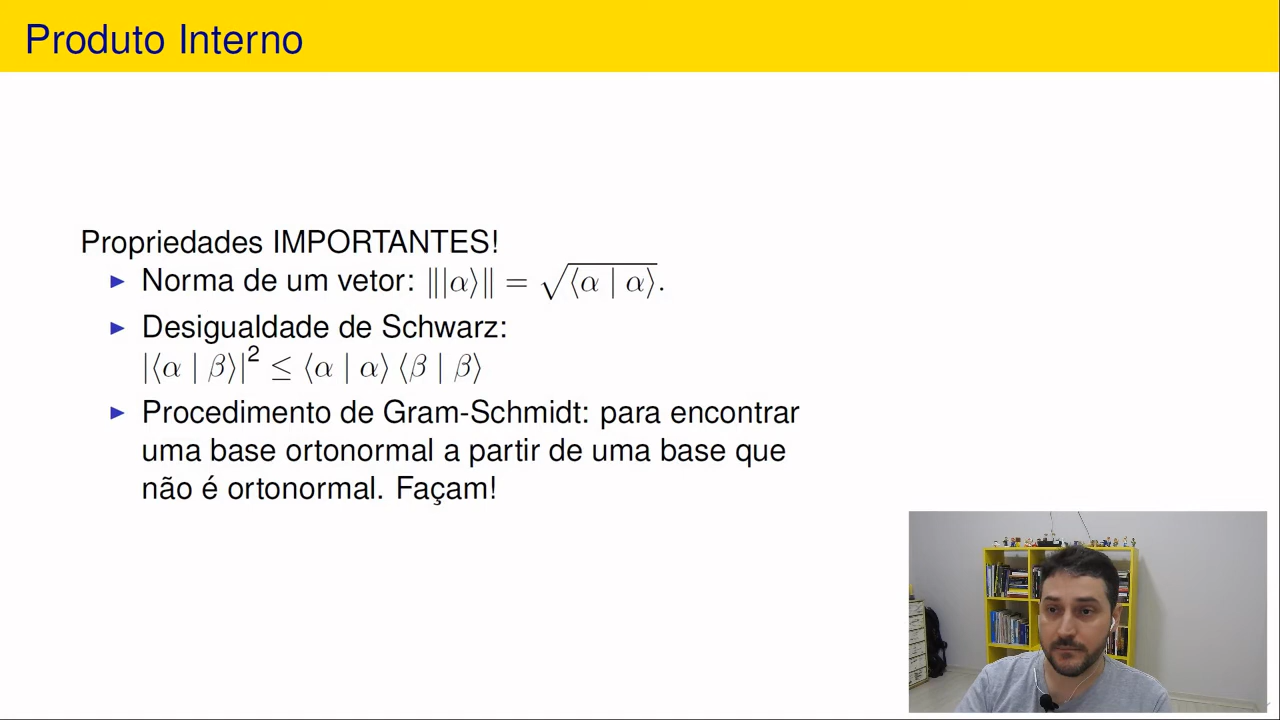 Produto Interno
Propriedades IMPORTANTES!
▶ Norma de um vetor: ‖|α⟩‖ = √⟨α | α⟩.
▶ Desigualdade de Schwarz:
|⟨α | β⟩|² ≤ ⟨α | α⟩ ⟨β | β⟩
▶ Procedimento de Gram-Schmidt: para encontrar
uma base ortonormal a partir de uma base que
não é ortonormal. Façam!